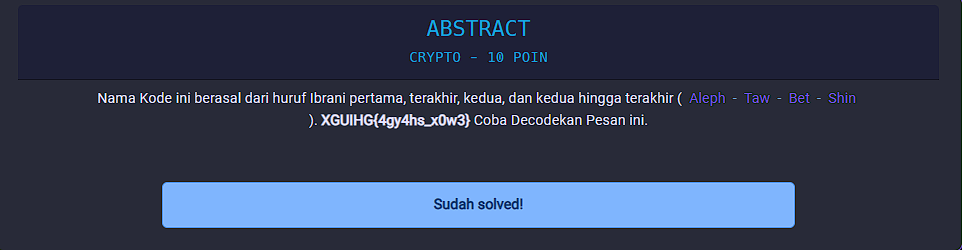 ABSTRACT
CRYPTO - 10 POIN
Nama Kode ini berasal dari huruf Ibrani pertama, terakhir, kedua, dan kedua hingga terakhir ( Aleph - Taw - Bet - Shin
). XGUIHG{4gy4hs_x0w3} Coba Decodekan Pesan ini.
Sudah solved!